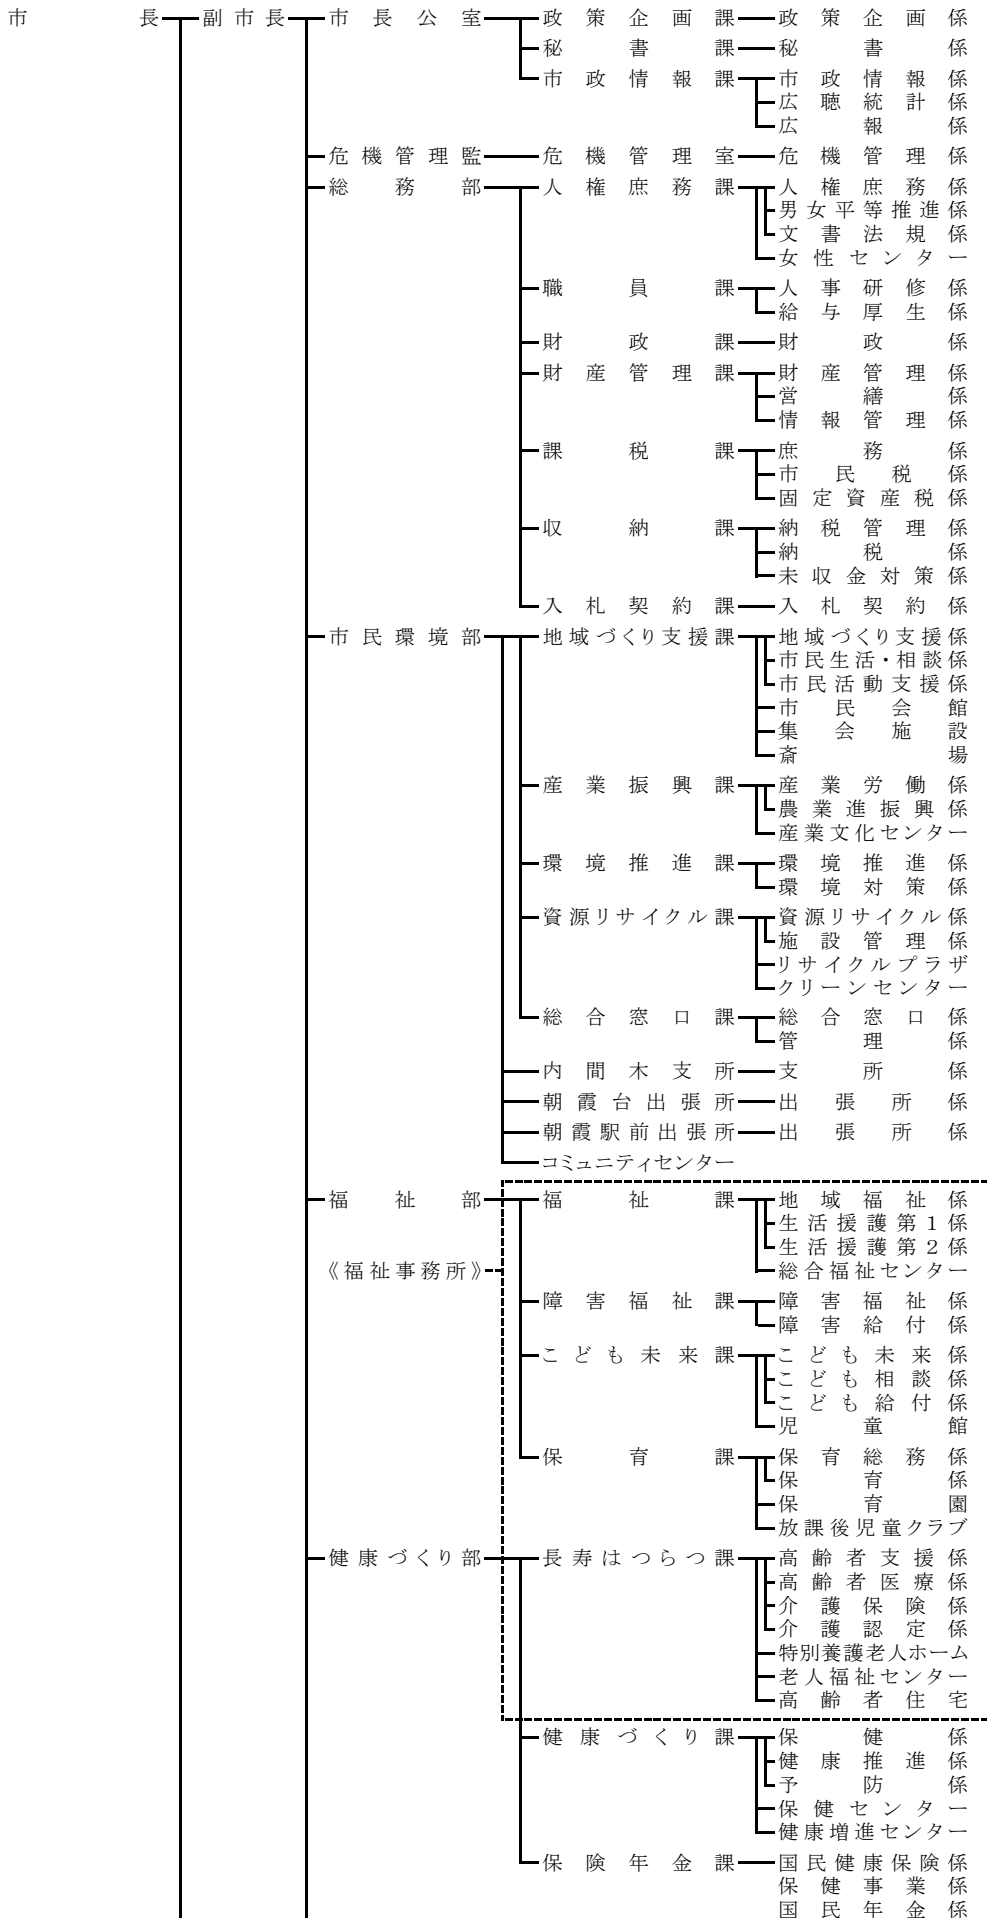 市長 副市長 市長公室 政策企画課 政策企画係
秘書課 秘書係
市政情報課 市政情報係
広聴統計係
広報係
危機管理監 危機管理室 危機管理係
総務部 人権庶務課 人権庶務係
男女平等推進係
文書法規係
女性センター
職員課 人事研修係
給与厚生係
財政課 財政係
財産管理課 財産管理係
営繕係
情報管理係
課税課 庶務係
市民税係
固定資産税係
収納課 納税管理係
納税係
未収金対策係
入札契約課 入札契約係
市民環境部 地域づくり支援課 地域づくり支援係
市民生活・相談係
市民活動支援係
市民会館
集会施設
斎場
産業振興課 産業労働係
農業進振興係
産業文化センター
環境推進課 環境推進係
環境対策係
資源リサイクル課 資源リサイクル係
施設管理係
リサイクルプラザ
クリーンセンター
総合窓口課 総合窓口係
管理係
内間木支所 支所係
朝霞台出張所 出張所係
朝霞駅前出張所 出張所係
コミュニティセンター
福祉部 福祉課 地域福祉係
生活援護第1係
生活援護第2係
《福祉事務所》 総合福祉センター
障害福祉課 障害福祉係
障害給付係
こども未来課 こども未来係
こども相談係
こども給付係
児童館
保育課 保育総務係
保育係
保育園
放課後児童クラブ
健康づくり部 長寿はつらつ課 高齢者支援係
高齢者医療係
介護保険係
介護認定係
特別養護老人ホーム
老人福祉センター
高齢者住宅
健康づくり課 保健係
健康推進係
予防係
保健センター
健康増進センター
保険年金課 国民健康保険係
保健事業係
国民年金係